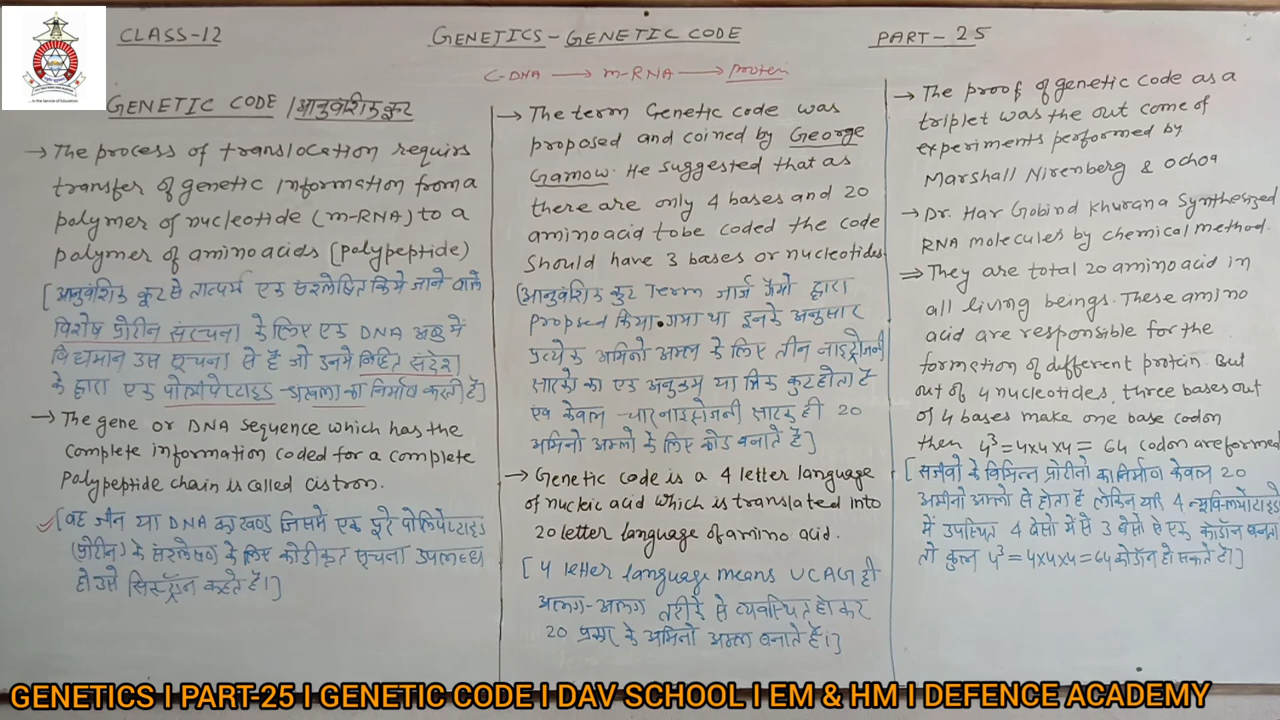 CLASS-12
GENETICS - GENETIC CODE
PART - 25
C-DNA → m-RNA → protein
GENETIC CODE / आनुवंशिक कूट
→ The process of translocation requirs
transfer of genetic information from a
polymer of nucleotide (m-RNA) to a
polymer of amino acids (polypeptide)
[आनुवंशिक कूट से तात्पर्य एक संश्लेषित किये जाने वाले
विशेष प्रोटीन संरचना के लिए एक DNA अणु में
विधमान उस सूचना से है जो इनमे निहित संदेश
के द्वारा एक पोलीपेप्टाइड श्रृंखला का निर्माण करती है]
→ The gene or DNA sequence which has the
complete information coded for a complete
polypeptide chain is called cistron.
[वह जीन या DNA का खण्ड जिसमे एक पूरे पोलिपेप्टाइड
(प्रोटीन) के संश्लेषण के लिए कोडीकृत सूचना उपलब्ध
हो उसे सिस्ट्रॉन कहते है।]
→ The term Genetic code was
proposed and coined by George
Gamow. He suggested that as
there are only 4 bases and 20
amino acid tobe coded the code
should have 3 bases or nucleotides.
(आनुवंशिक कुट Term जार्ज गैमो द्वारा
Propsed किया गया था इनके अनुसार
प्रत्येक अमिनो अम्ल के लिए तीन नाइट्रोजनी
क्षारको का एक अनुक्रम या त्रिक कुट होता है
एवं केवल चार नाइट्रोजनी क्षारक ही 20
अमिनो अम्लो के लिए कोड बनाते है]
→ Genetic code is a 4 letter language
of nucleic acid which is translated into
20 letter language of amino acid.
[4 letter language means UCAG ही
अलग-अलग तरीके से व्यवस्थित हो कर
20 प्रकार के अमिनो अम्ल बनाते है।]
→ The proof of genetic code as a
triplet was the out come of
experiments performed by
Marshall Nirenberg & Ochoa
→ Dr. Har Gobind Khurana Synthesized
RNA molecules by chemical method.
⇒ They are total 20 amino acid in
all living beings. These amino
acid are responsible for the
formation of different protein. But
out of 4 nucleotides, three bases out
of 4 bases make one base codon
then 4³ = 4x4x4 = 64 codon are formed
[सजीवो के विभिन्न प्रोटीनो का निर्माण केवल 20
अमीनो अम्लो से होता है लेकिन यदि 4 न्यूक्लियोटाइडो
में उपस्थित 4 बेसो में से 3 बेसो से एक कोडॉन बनता
तो कुल 4³ = 4x4x4 = 64 कोडॉन हो सकते है।]
GENETICS I PART-25 I GENETIC CODE I DAV SCHOOL I EM & HM I DEFENCE ACADEMY